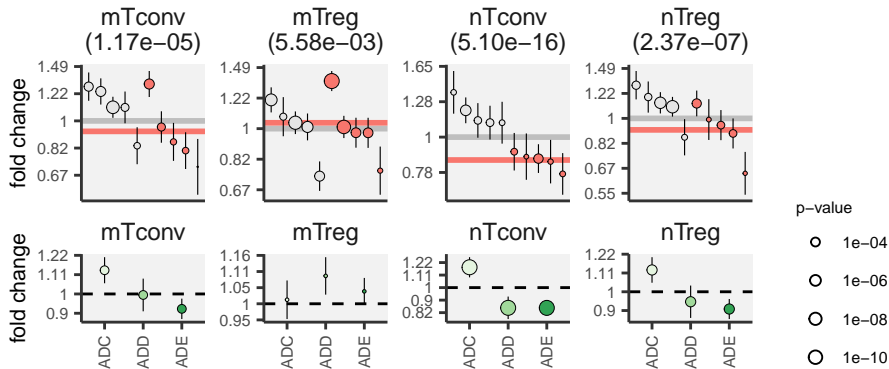 mTconv
(1.17e−05)
mTreg
(5.58e−03)
nTconv
(5.10e−16)
nTreg
(2.37e−07)
fold change
1.49
1.22
1
0.82
0.67
1.49
1.22
1
0.82
0.67
1.65
1.28
1
0.78
1.49
1.22
1
0.82
0.67
0.55
mTconv
mTreg
nTconv
nTreg
fold change
1.22
1.11
1
0.9
1.16
1.11
1.05
1
0.95
1.22
1.11
1
0.9
0.82
1.22
1.11
1
0.9
ADC
ADD
ADE
ADC
ADD
ADE
ADC
ADD
ADE
ADC
ADD
ADE
p−value
1e−04
1e−06
1e−08
1e−10